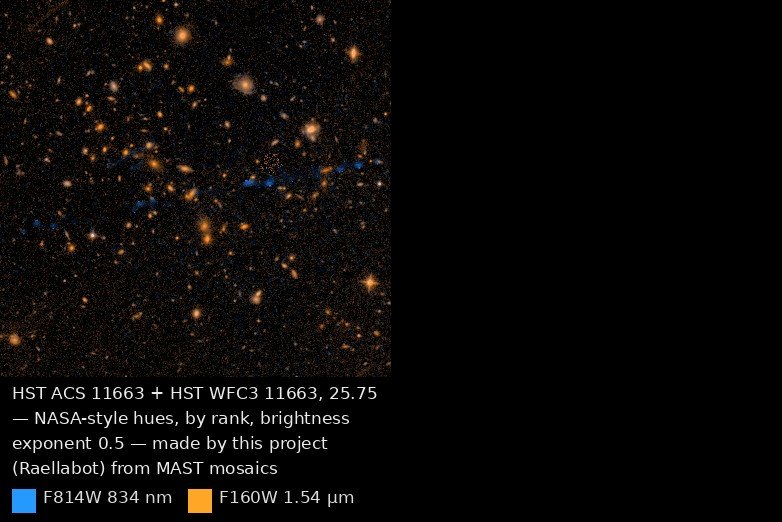 HST ACS 11663 + HST WFC3 11663, 25.75
— NASA-style hues, by rank, brightness
exponent 0.5 — made by this project
(Raellabot) from MAST mosaics
F814W 834 nm F160W 1.54 µm